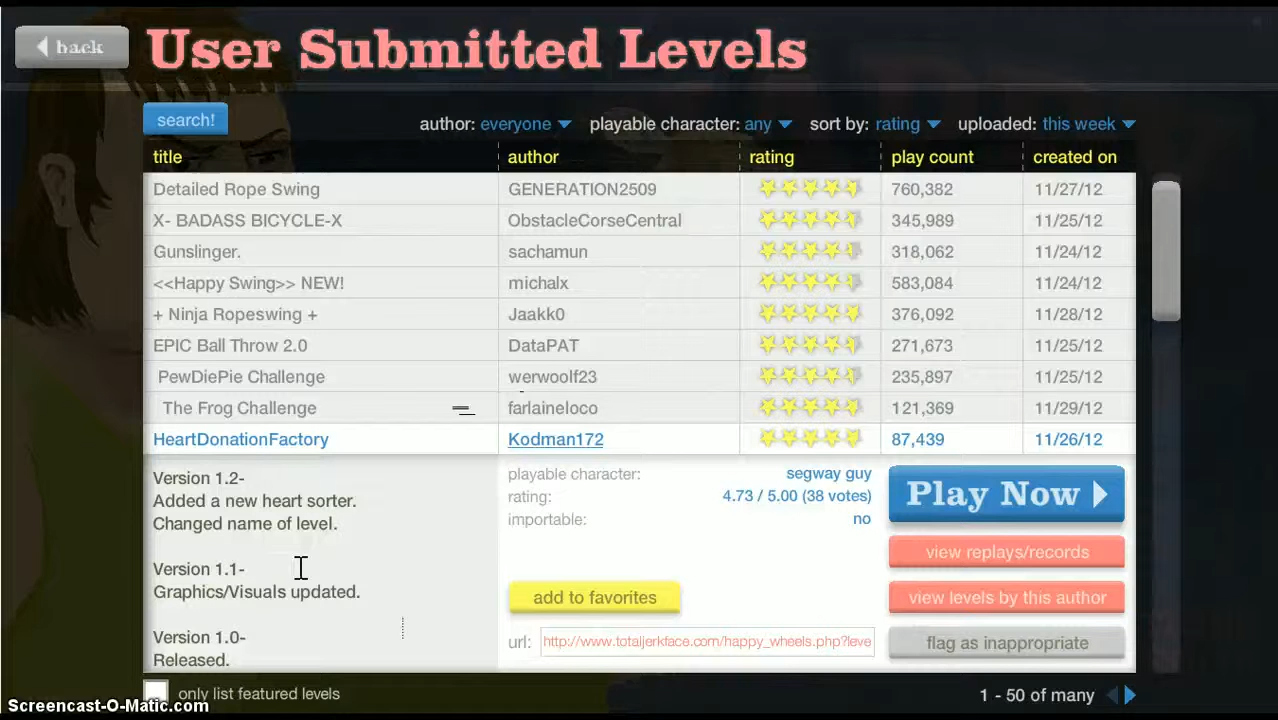 back
User Submitted Levels
search!
author: everyone playable character: any sort by: rating uploaded: this week
title author rating play count created on
Detailed Rope Swing GENERATION2509 760,382 11/27/12
X- BADASS BICYCLE-X ObstacleCorseCentral 345,989 11/25/12
Gunslinger. sachamun 318,062 11/24/12
<<Happy Swing>> NEW! michalx 583,084 11/24/12
+ Ninja Ropeswing + Jaakk0 376,092 11/28/12
EPIC Ball Throw 2.0 DataPAT 271,673 11/25/12
PewDiePie Challenge werwoolf23 235,897 11/25/12
The Frog Challenge farlaineloco 121,369 11/29/12
HeartDonationFactory Kodman172 87,439 11/26/12
Version 1.2-
Added a new heart sorter.
Changed name of level.
Version 1.1-
Graphics/Visuals updated.
Version 1.0-
Released.
playable character: segway guy
rating: 4.73 / 5.00 (38 votes)
importable: no
add to favorites
url: http://www.totaljerkface.com/happy_wheels.php?leve
Play Now
view replays/records
view levels by this author
flag as inappropriate
only list featured levels
1 - 50 of many
Screencast-O-Matic.com